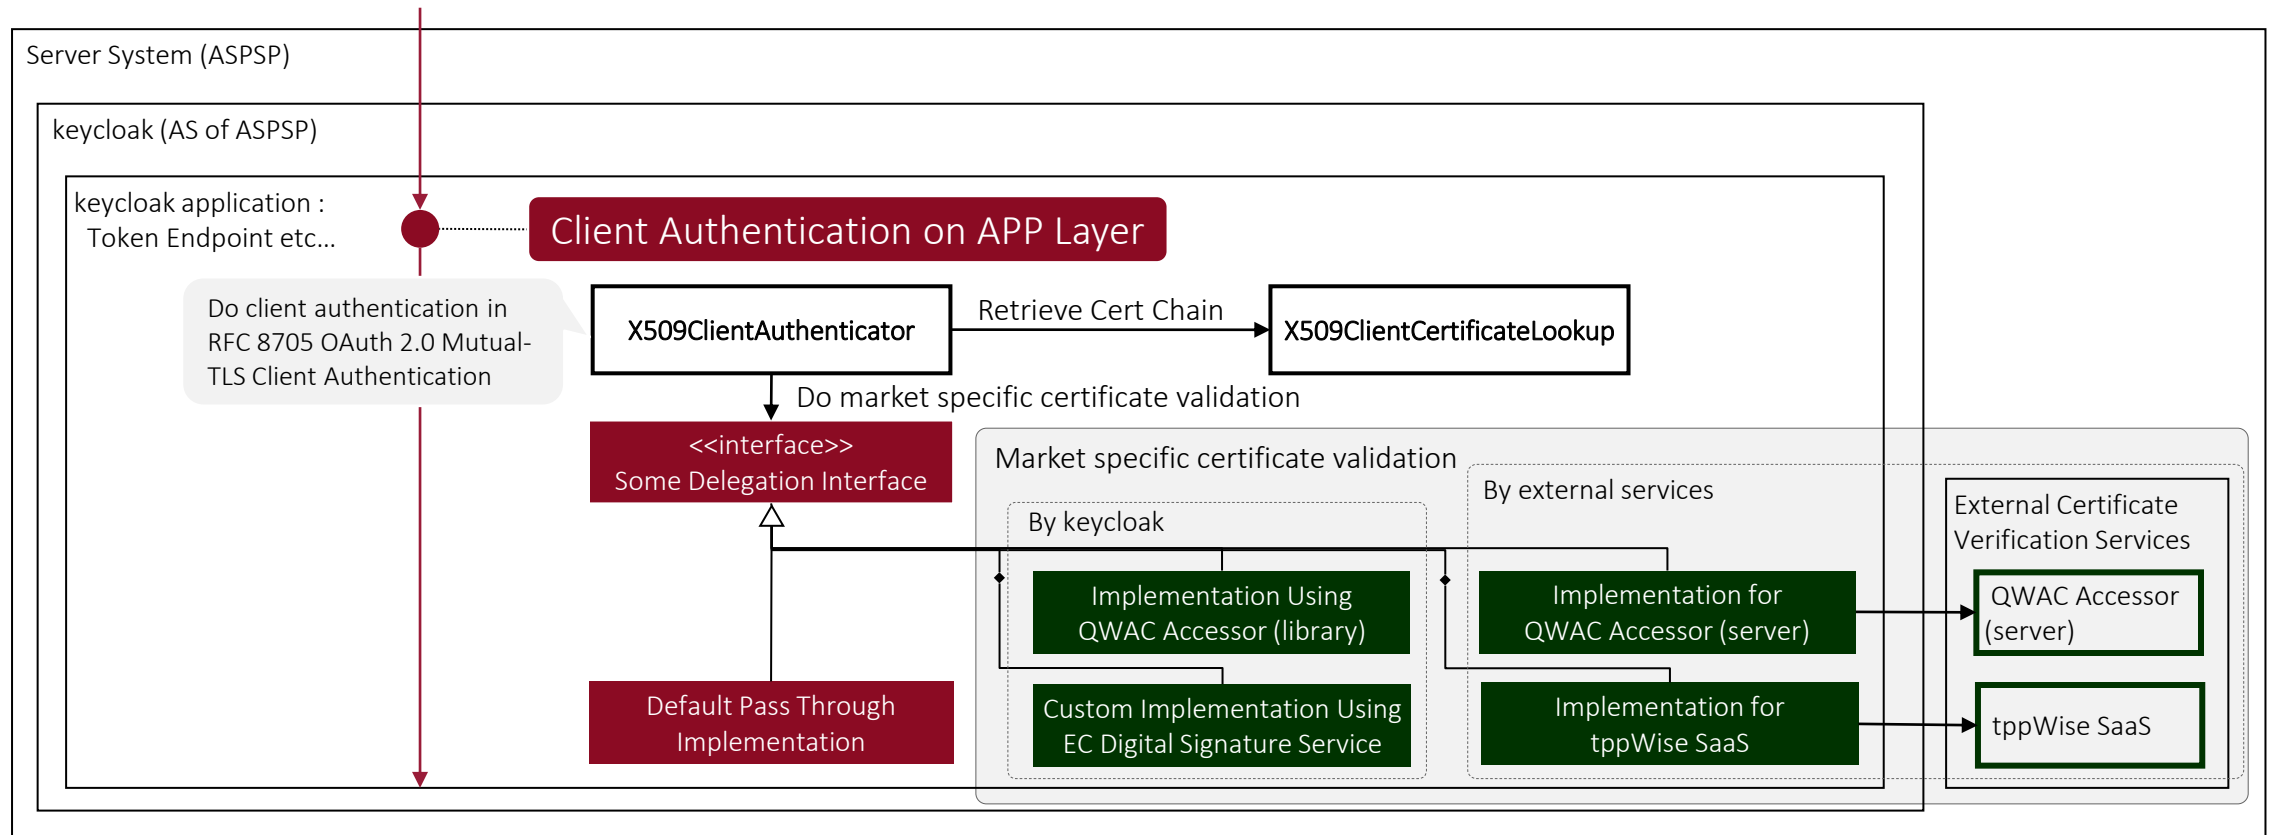 Server System (ASPSP)
keycloak (AS of ASPSP)
keycloak application :
Token Endpoint etc...
Client Authentication on APP Layer
Do client authentication in
RFC 8705 OAuth 2.0 Mutual-
TLS Client Authentication
X509ClientAuthenticator
Retrieve Cert Chain
X509ClientCertificateLookup
Do market specific certificate validation
<<interface>>
Some Delegation Interface
Market specific certificate validation
By keycloak
By external services
External Certificate
Verification Services
Implementation Using
QWAC Accessor (library)
Implementation for
QWAC Accessor (server)
QWAC Accessor
(server)
Default Pass Through
Implementation
Custom Implementation Using
EC Digital Signature Service
Implementation for
tppWise SaaS
tppWise SaaS